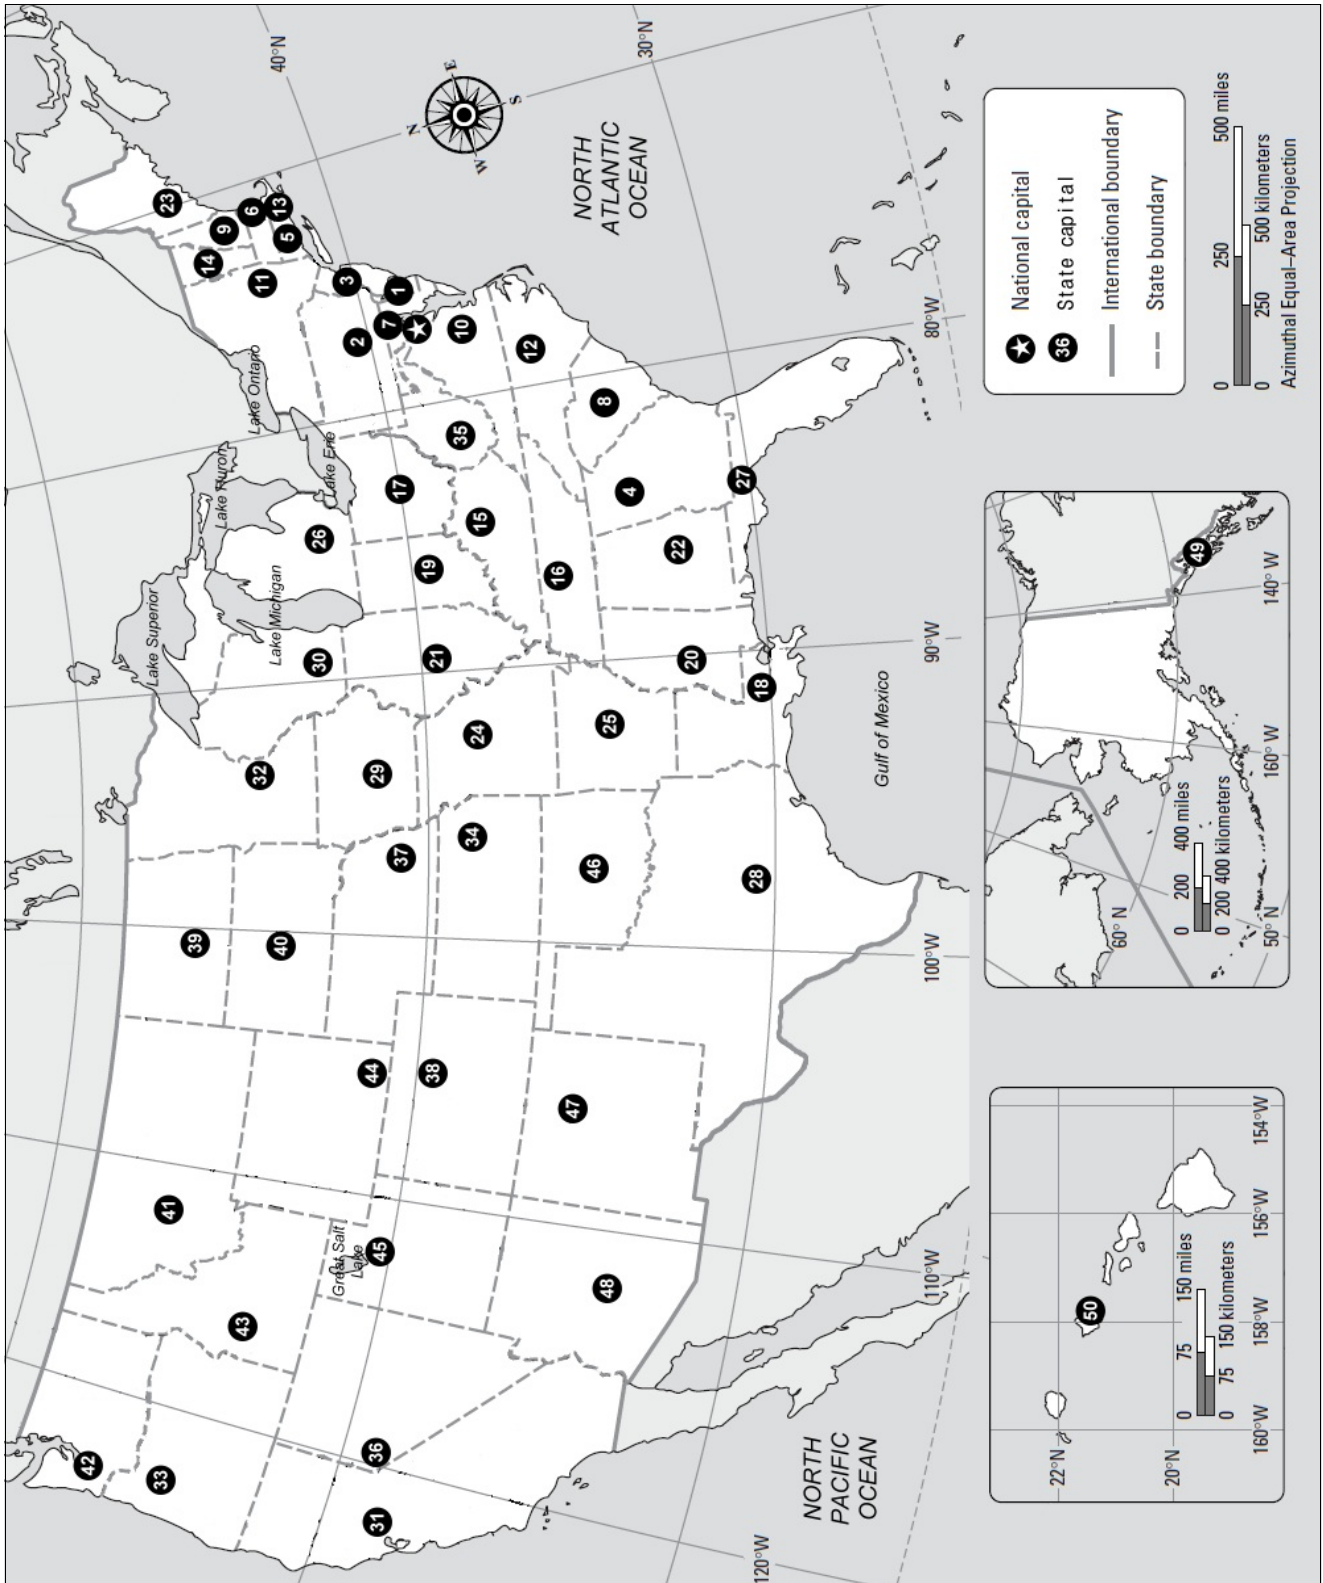 40°N
30°N
N
E
S
W
NORTH
ATLANTIC
OCEAN
80°W
90°W
100°W
110°W
120°W
Lake Ontario
Lake Erie
Lake Huron
Lake Michigan
Lake Superior
Great Salt
Lake
Gulf of Mexico
NORTH
PACIFIC
OCEAN
23
6
13
9
5
14
11
3
1
7
2
10
12
8
35
17
4
27
15
26
19
22
16
30
21
20
18
24
25
32
29
34
37
46
28
39
40
44
38
47
41
45
48
43
36
42
33
31
National capital
36 State capital
International boundary
State boundary
0 250 500 miles
0 250 500 kilometers
Azimuthal Equal–Area Projection
49
60° N
50° N
140° W
160° W
0 200 400 miles
0 200 400 kilometers
50
22°N
20°N
160°W
158°W
156°W
154°W
0 75 150 miles
0 75 150 kilometers